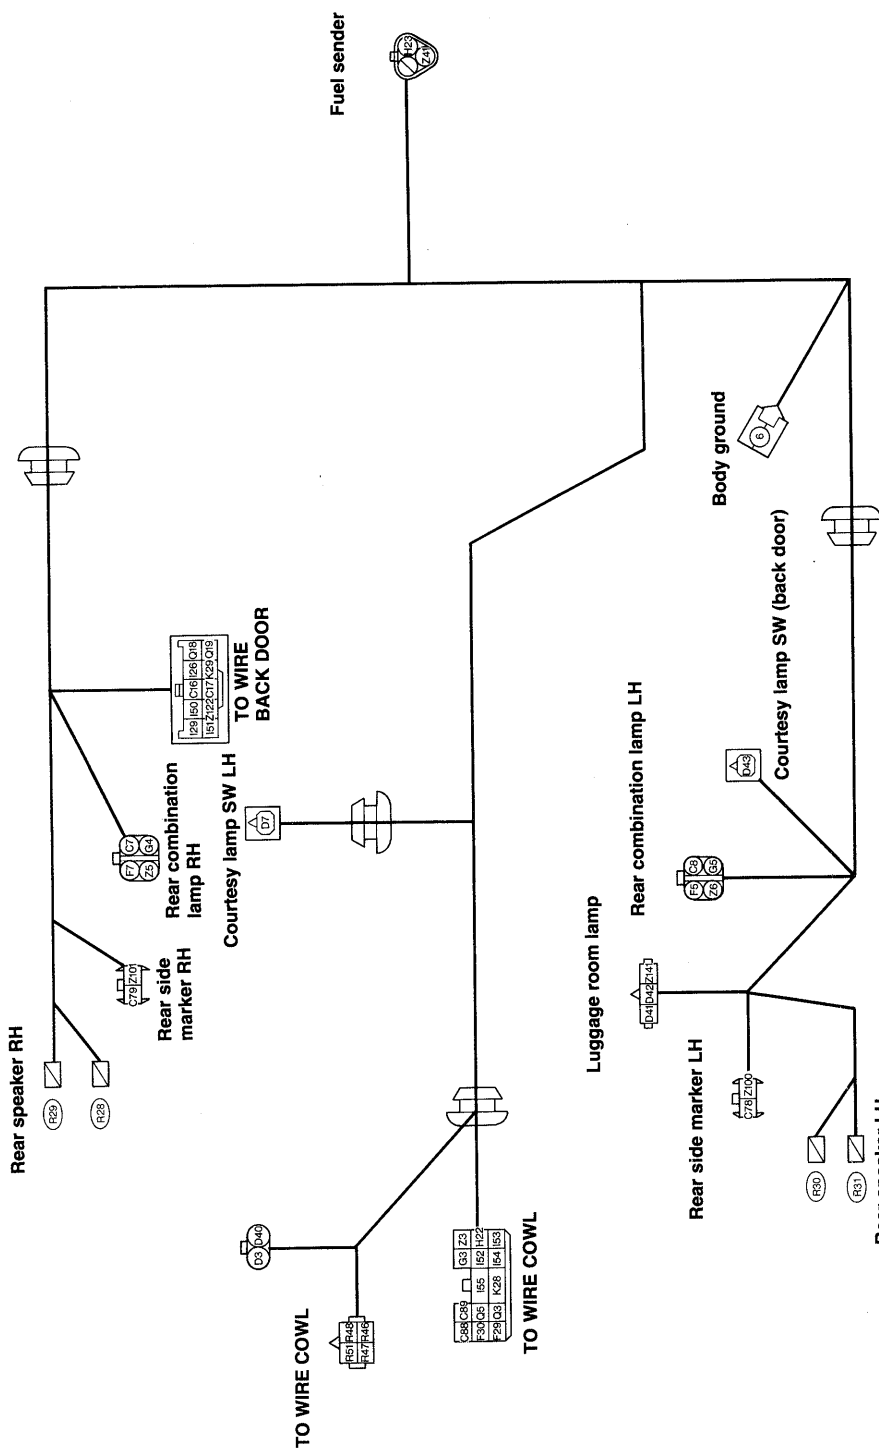 Fuel sender
H23
Z41
Body ground
6
Courtesy lamp SW (back door)
D43
Rear combination lamp LH
F5 C8
Z6 G5
Luggage room lamp
D41 D42 Z141
Rear side marker LH
C78 Z100
R30
R31
TO WIRE
BACK DOOR
I29 I50 C16 I26 Q18
I51 Z122 C17 K29 Q19
Rear combination
lamp RH
F7 C7
Z5 G4
Courtesy lamp SW LH
D7
Rear side
marker RH
C79 Z101
Rear speaker RH
R29
R28
D3 D40
TO WIRE COWL
R51 R48
R47 R46
TO WIRE COWL
C88 C89 G3 Z3
F30 Q5 I55 I52 H22
F29 Q3 K28 I54 I53